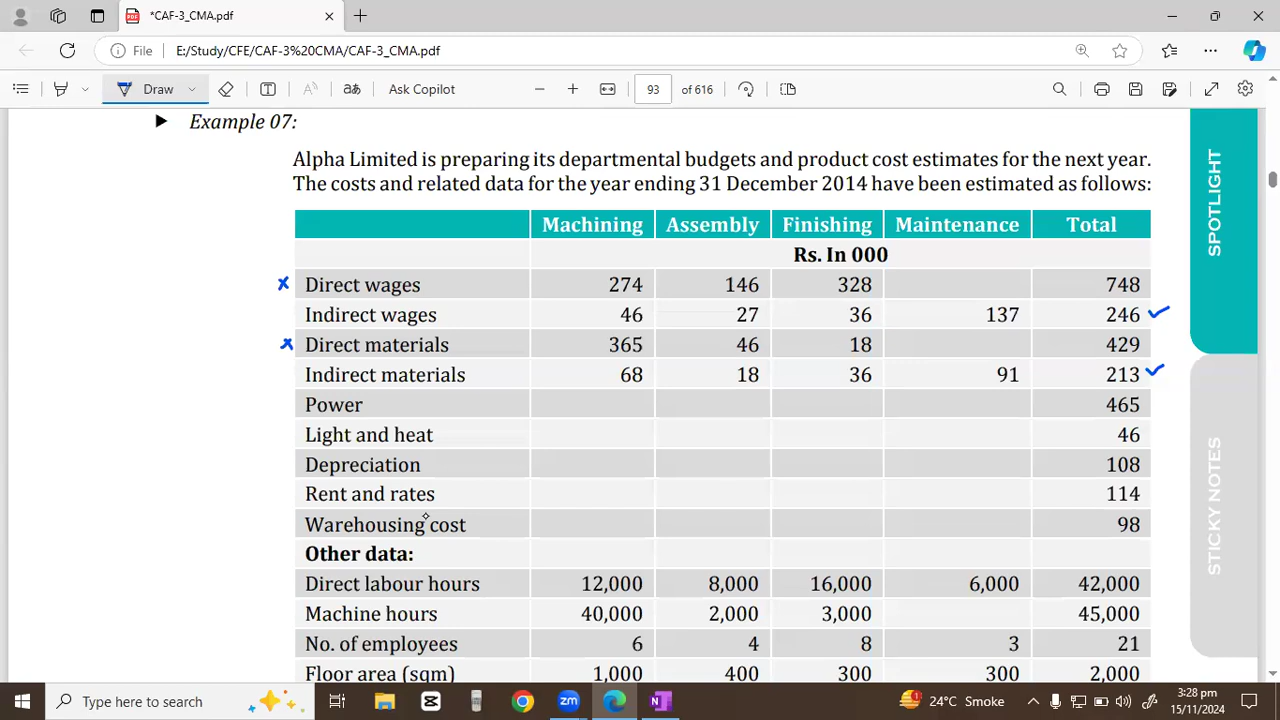 *CAF-3_CMA.pdf
File E:/Study/CFE/CAF-3%20CMA/CAF-3_CMA.pdf
Draw Ask Copilot 93 of 616
Example 07:
Alpha Limited is preparing its departmental budgets and product cost estimates for the next year.
The costs and related data for the year ending 31 December 2014 have been estimated as follows:
Machining Assembly Finishing Maintenance Total
Rs. In 000
Direct wages 274 146 328 748
Indirect wages 46 27 36 137 246
Direct materials 365 46 18 429
Indirect materials 68 18 36 91 213
Power 465
Light and heat 46
Depreciation 108
Rent and rates 114
Warehousing cost 98
Other data:
Direct labour hours 12,000 8,000 16,000 6,000 42,000
Machine hours 40,000 2,000 3,000 45,000
No. of employees 6 4 8 3 21
Floor area (sqm) 1,000 400 300 300 2,000
SPOTLIGHT
STICKY NOTES
Type here to search
24°C Smoke
3:28 pm
15/11/2024